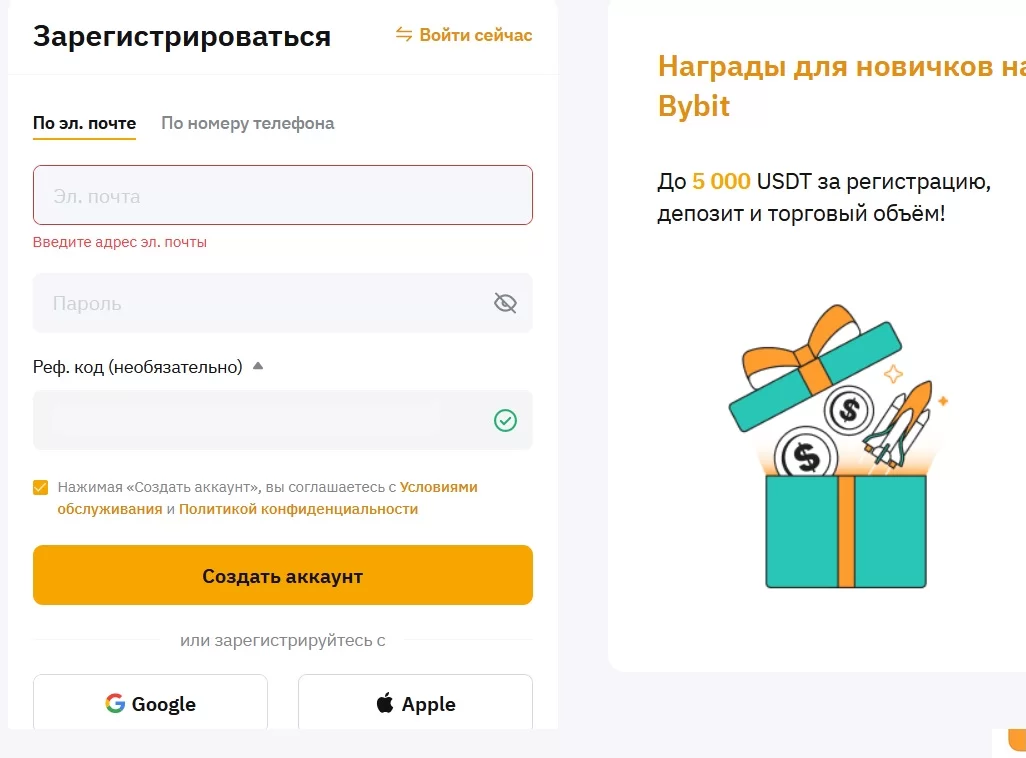 Зарегистрироваться
Войти сейчас
По эл. почте
По номеру телефона
Эл. почта
Введите адрес эл. почты
Пароль
Реф. код (необязательно)
Нажимая «Создать аккаунт», вы соглашаетесь с Условиями
обслуживания и Политикой конфиденциальности
Создать аккаунт
или зарегистрируйтесь с
Google
Apple
Награды для новичков на
Bybit
До 5 000 USDT за регистрацию,
депозит и торговый объём!
$
$